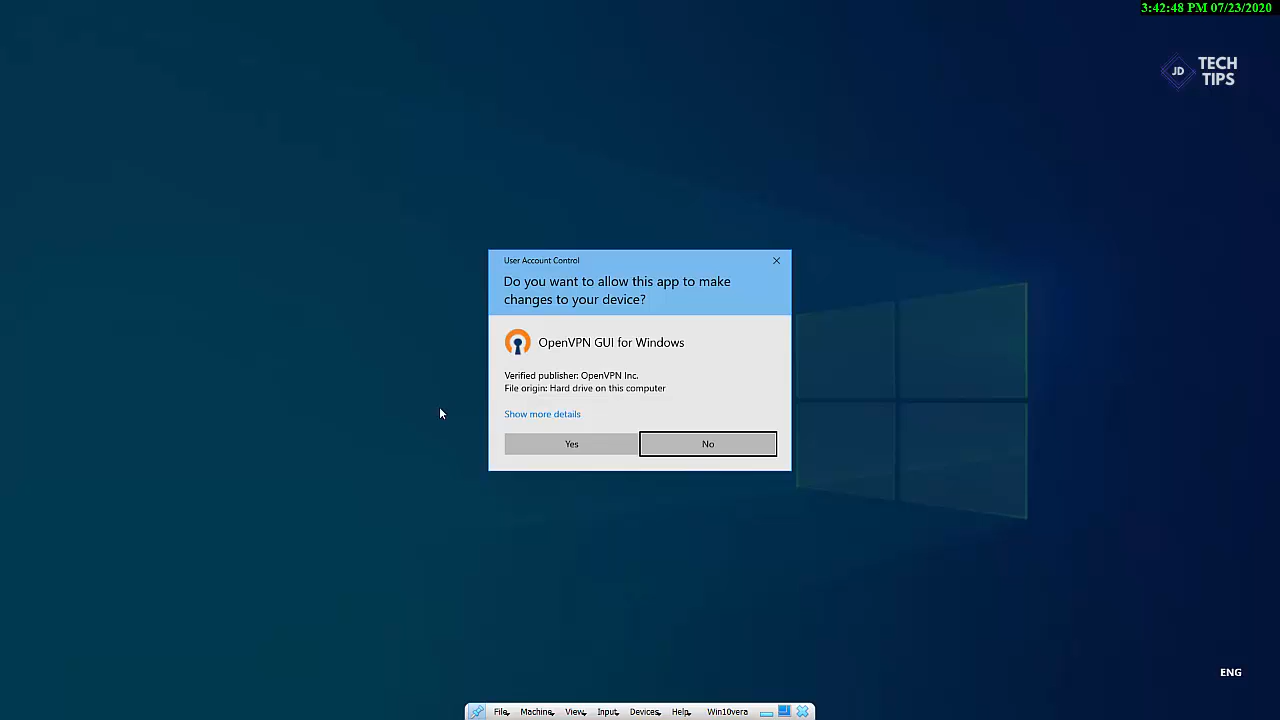 3:42:48 PM 07/23/2020
JD
TECH
TIPS
User Account Control
Do you want to allow this app to make
changes to your device?
OpenVPN GUI for Windows
Verified publisher: OpenVPN Inc.
File origin: Hard drive on this computer
Show more details
Yes No
ENG
File Machine View Input Devices Help Win10vera